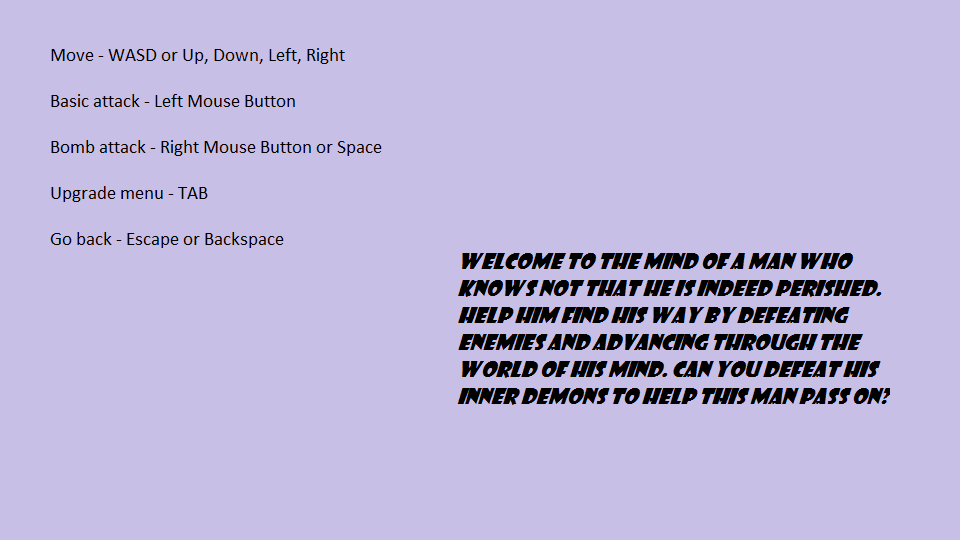 Move - WASD or Up, Down, Left, Right
Basic attack - Left Mouse Button
Bomb attack - Right Mouse Button or Space
Upgrade menu - TAB
Go back - Escape or Backspace
WELCOME TO THE MIND OF A MAN WHO
KNOWS NOT THAT HE IS INDEED PERISHED.
HELP HIM FIND HIS WAY BY DEFEATING
ENEMIES AND ADVANCING THROUGH THE
WORLD OF HIS MIND. CAN YOU DEFEAT HIS
INNER DEMONS TO HELP THIS MAN PASS ON?